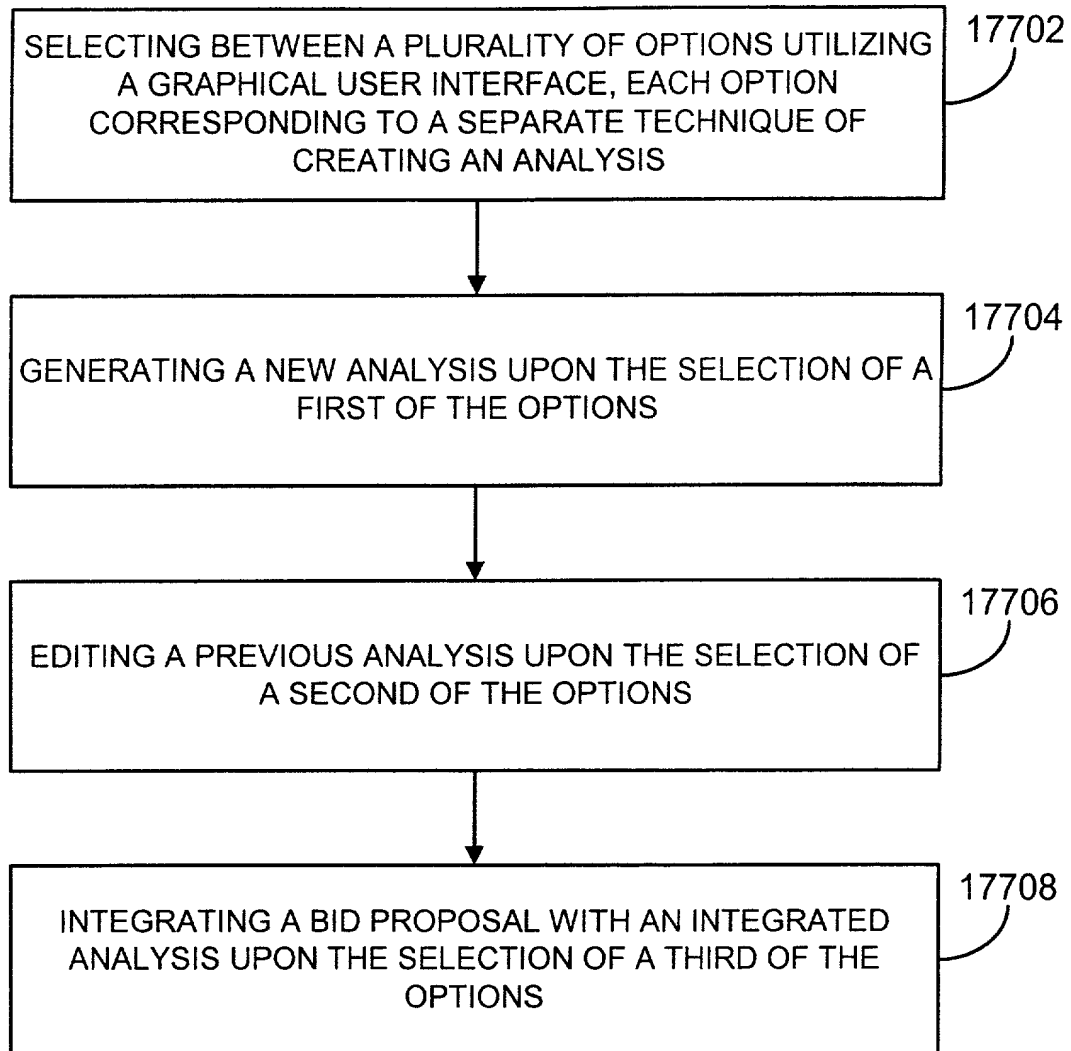 SELECTING BETWEEN A PLURALITY OF OPTIONS UTILIZING
A GRAPHICAL USER INTERFACE, EACH OPTION
CORRESPONDING TO A SEPARATE TECHNIQUE OF
CREATING AN ANALYSIS
17702
GENERATING A NEW ANALYSIS UPON THE SELECTION OF A
FIRST OF THE OPTIONS
17704
EDITING A PREVIOUS ANALYSIS UPON THE SELECTION OF
A SECOND OF THE OPTIONS
17706
INTEGRATING A BID PROPOSAL WITH AN INTEGRATED
ANALYSIS UPON THE SELECTION OF A THIRD OF THE
OPTIONS
17708